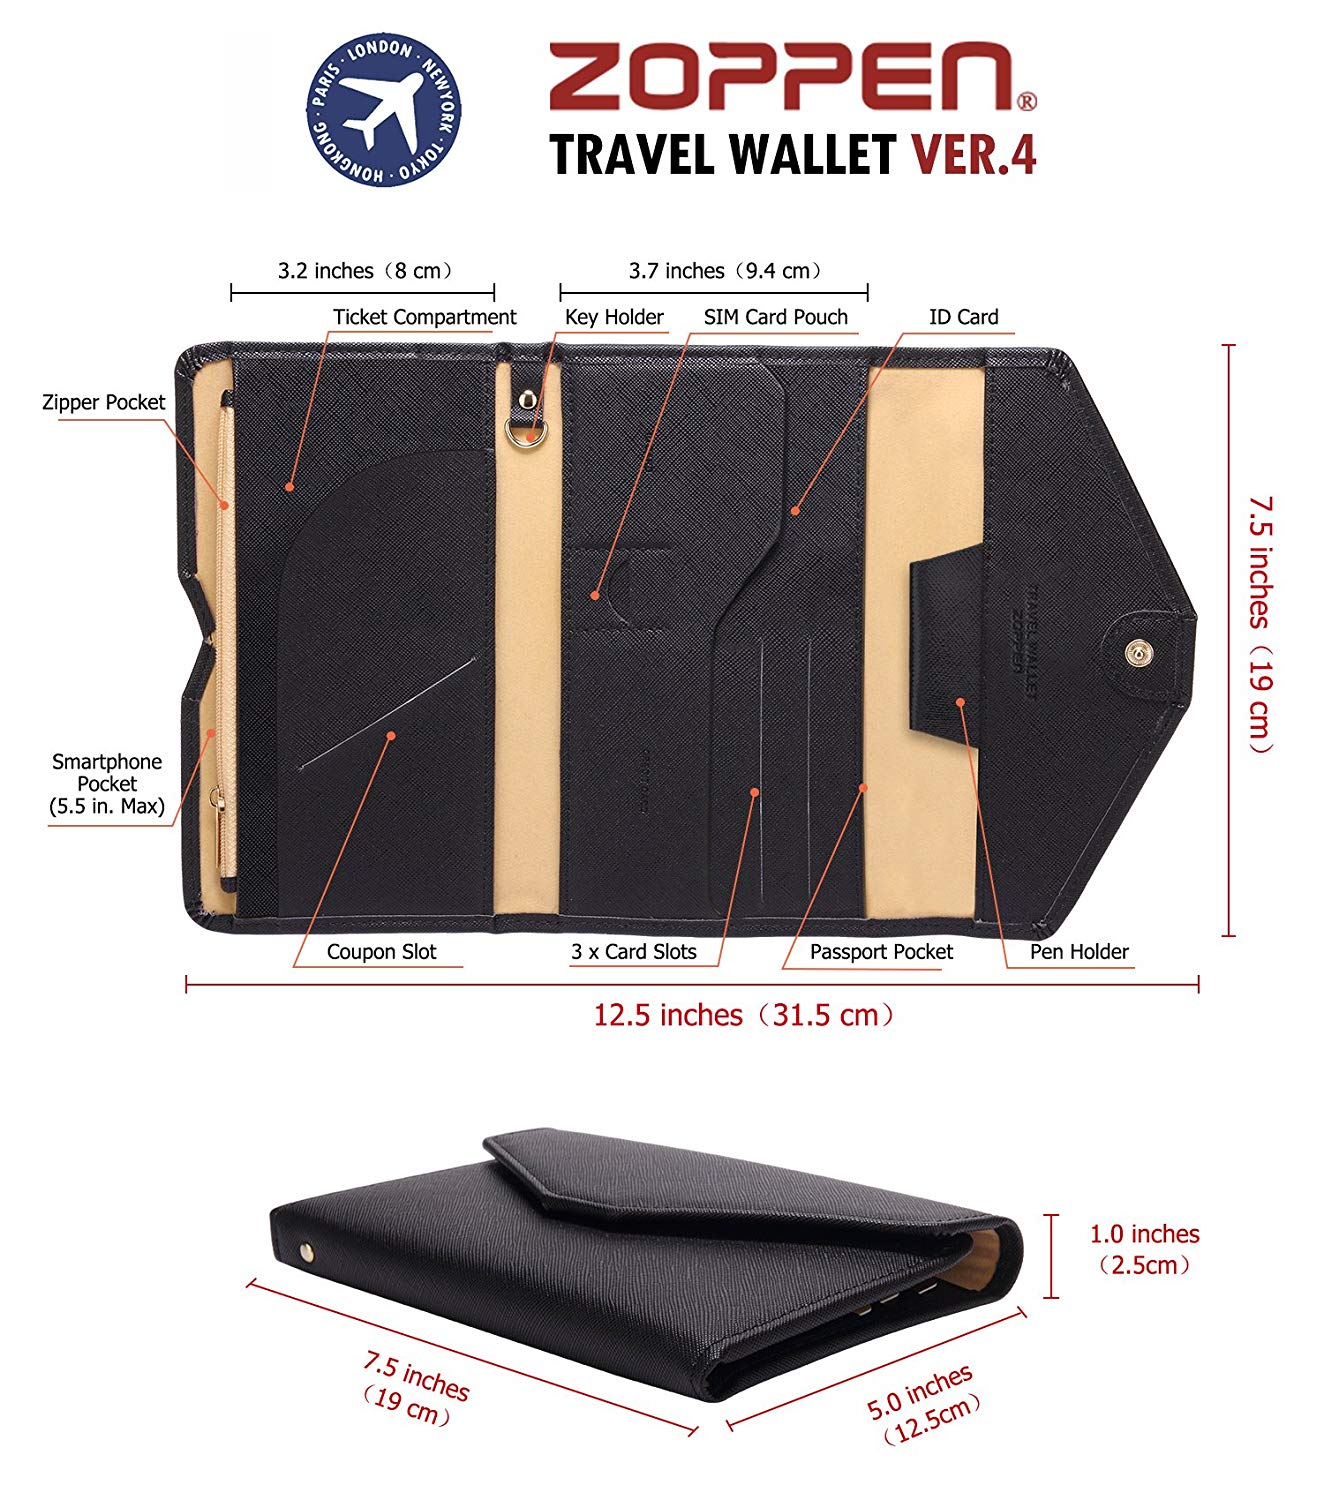 PARIS · LONDON · NEWYORK · TOKYO · HONGKONG ·
ZOPPEN®
TRAVEL WALLET VER.4
3.2 inches（8 cm）
3.7 inches（9.4 cm）
Ticket Compartment
Key Holder
SIM Card Pouch
ID Card
Zipper Pocket
TRAVEL WALLET
ZOPPEN
7.5 inches（19 cm）
Smartphone
Pocket
(5.5 in. Max)
Coupon Slot
3 x Card Slots
Passport Pocket
Pen Holder
12.5 inches（31.5 cm）
1.0 inches
（2.5cm）
7.5 inches
（19 cm）
5.0 inches
（12.5cm）